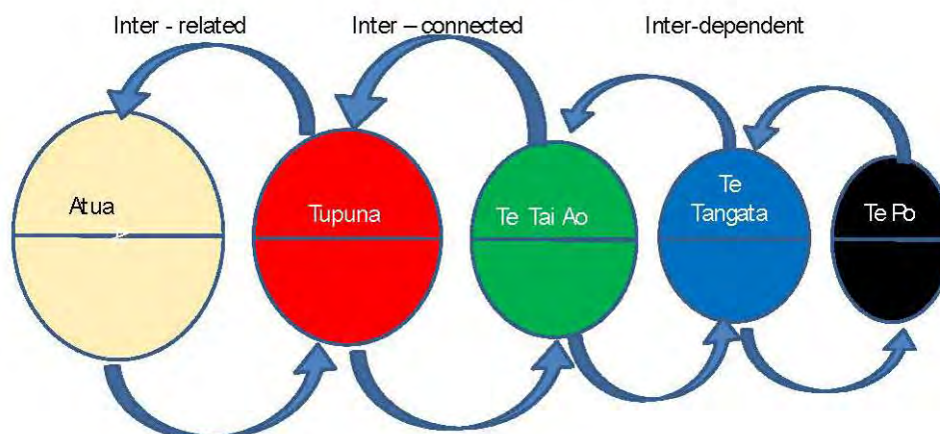 Inter - related Inter – connected Inter-dependent
Atua
Tupuna
Te Tai Ao
Te
Tangata
Te Po